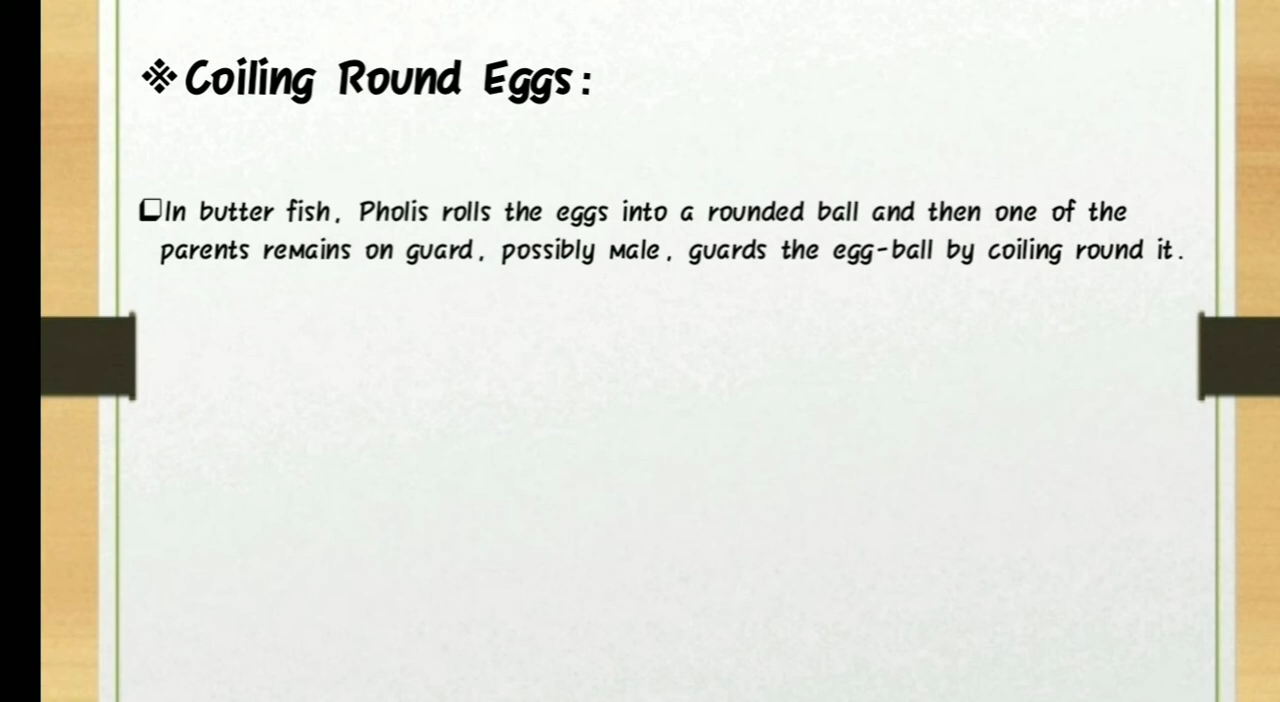 ❖Coiling Round Eggs:
❑In butter fish, Pholis rolls the eggs into a rounded ball and then one of the
parents remains on guard, possibly male, guards the egg-ball by coiling round it.